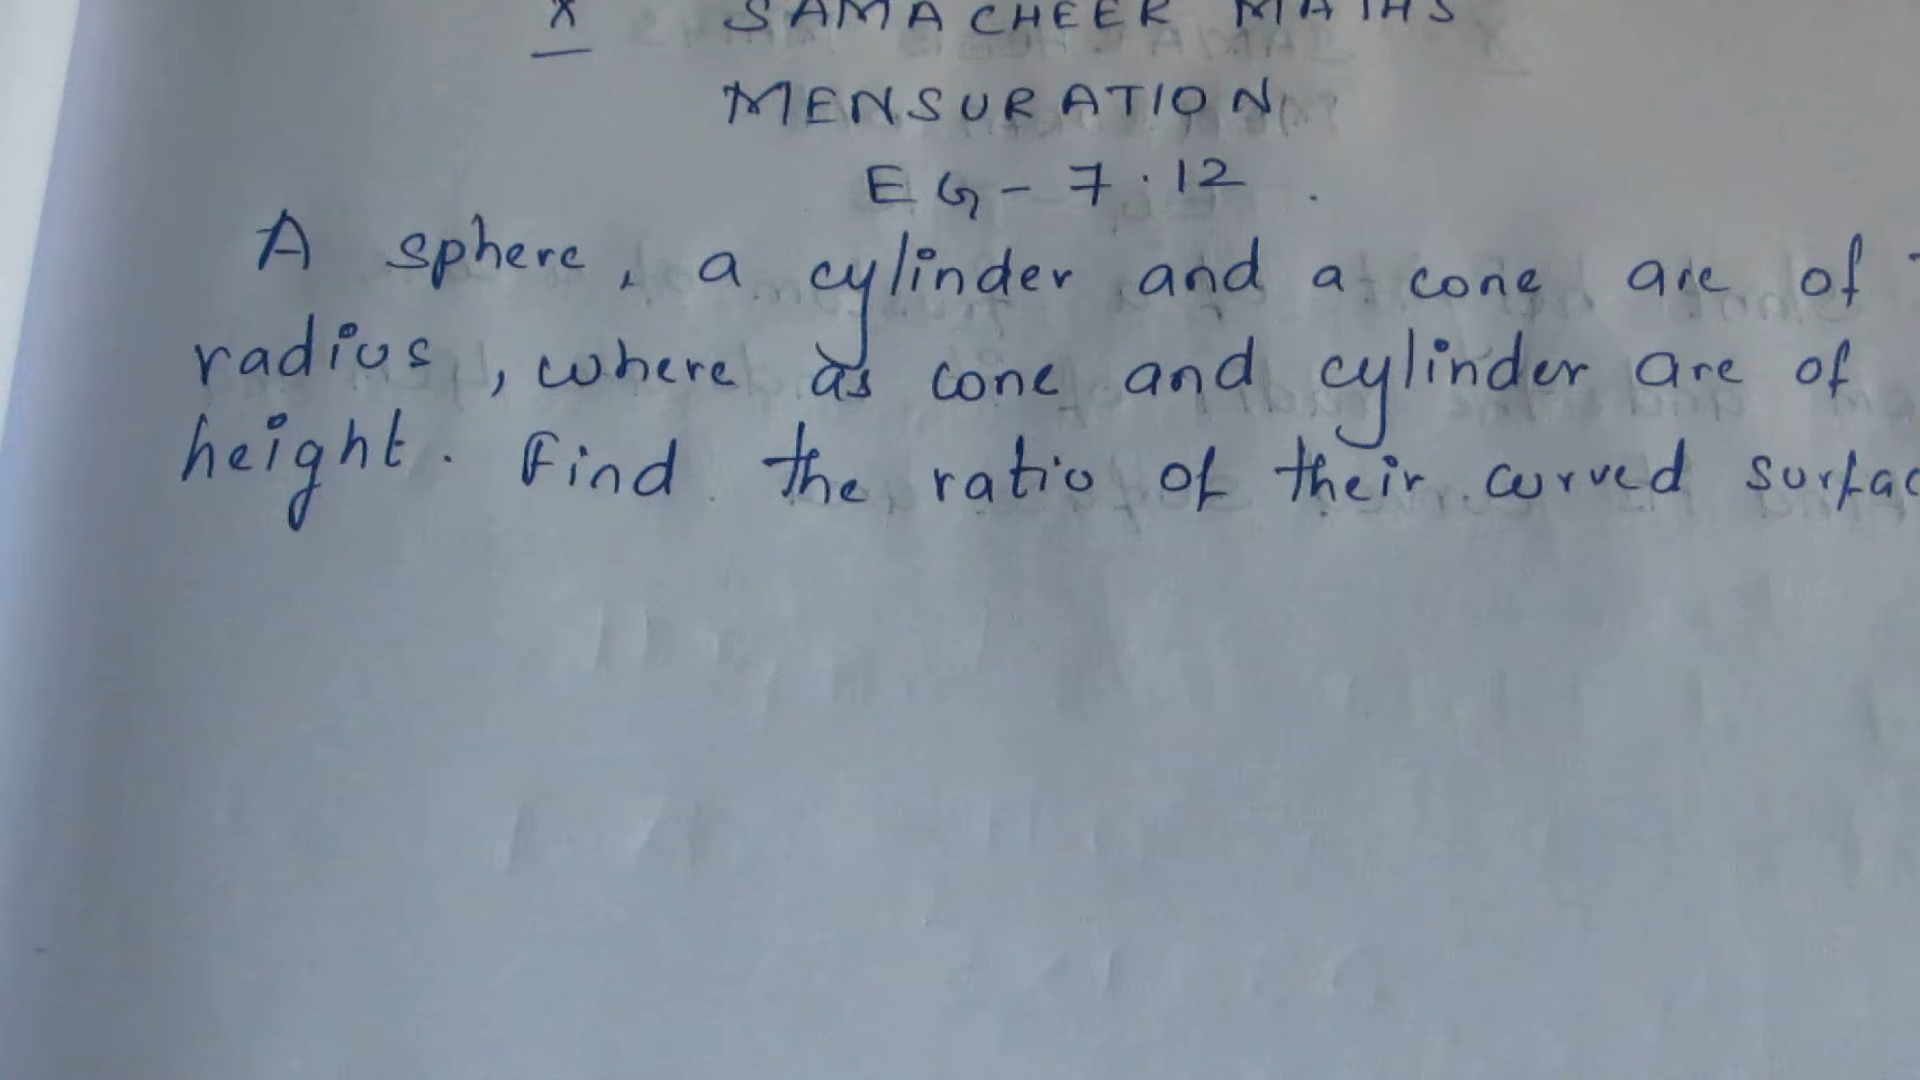 X SAMACHEER MATHS
MENSURATION
EG - 7.12
A sphere, a cylinder and a cone are of
radius, where as cone and cylinder are of
height. Find the ratio of their curved surfac